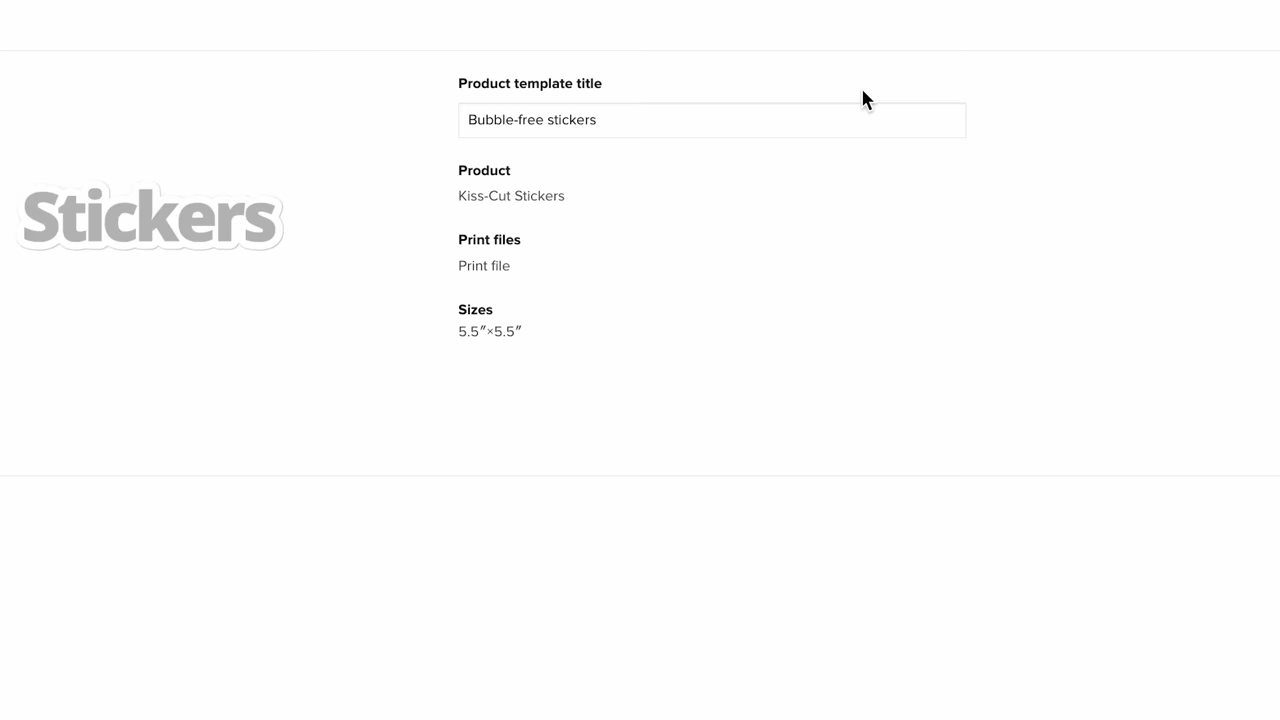 Product template title
Bubble-free stickers
Stickers
Product
Kiss-Cut Stickers
Print files
Print file
Sizes
5.5″×5.5″